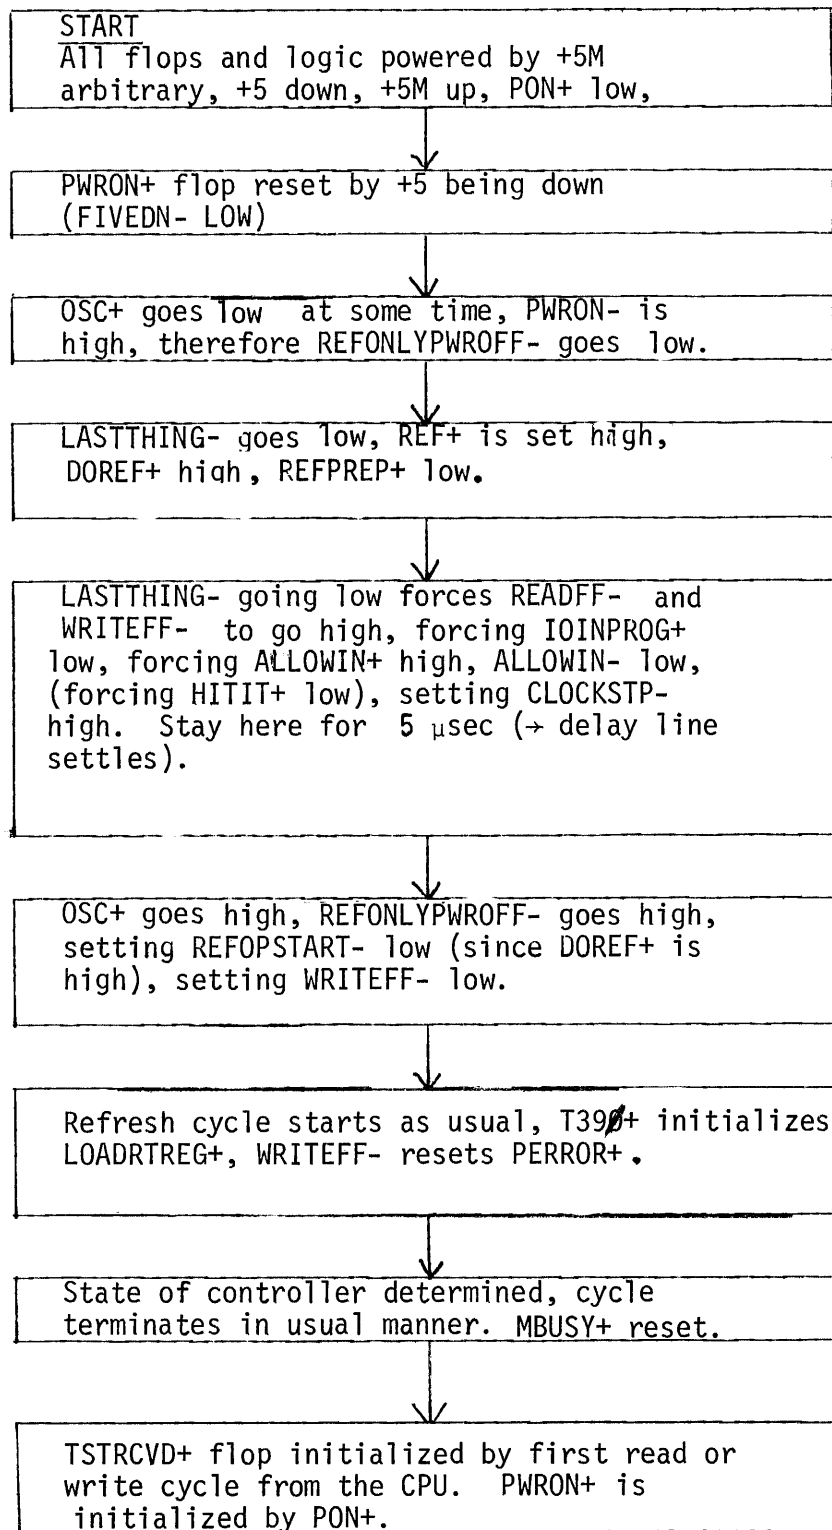 START
All flops and logic powered by +5M
arbitrary, +5 down, +5M up, PON+ low,
PWRON+ flop reset by +5 being down
(FIVEDN- LOW)
OSC+ goes low at some time, PWRON- is
high, therefore REFONLYPWROFF- goes low.
LASTTHING- goes low, REF+ is set high,
DOREF+ high, REFPREP+ low.
LASTTHING- going low forces READFF- and
WRITEFF- to go high, forcing IOINPROG+
low, forcing ALLOWIN+ high, ALLOWIN- low,
(forcing HITIT+ low), setting CLOCKSTP-
high. Stay here for 5 μsec (→ delay line
settles).
OSC+ goes high, REFONLYPWROFF- goes high,
setting REFOPSTART- low (since DOREF+ is
high), setting WRITEFF- low.
Refresh cycle starts as usual, T39Ø+ initializes
LOADRTREG+, WRITEFF- resets PERROR+.
State of controller determined, cycle
terminates in usual manner. MBUSY+ reset.
TSTRCVD+ flop initialized by first read or
write cycle from the CPU. PWRON+ is
initialized by PON+.